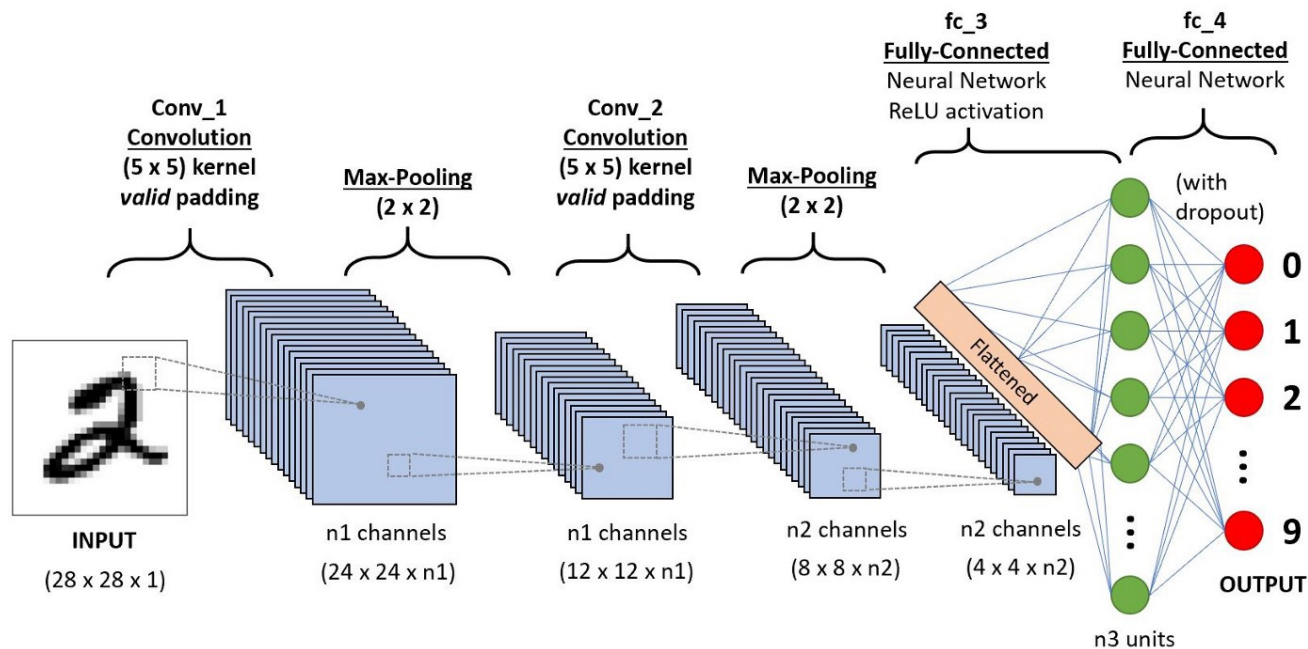 Conv_1
Convolution
(5 x 5) kernel
valid padding
Max-Pooling
(2 x 2)
Conv_2
Convolution
(5 x 5) kernel
valid padding
Max-Pooling
(2 x 2)
fc_3
Fully-Connected
Neural Network
ReLU activation
fc_4
Fully-Connected
Neural Network
(with
dropout)
Flattened
0
1
2
9
OUTPUT
2
INPUT
(28 x 28 x 1)
n1 channels
(24 x 24 x n1)
n1 channels
(12 x 12 x n1)
n2 channels
(8 x 8 x n2)
n2 channels
(4 x 4 x n2)
n3 units